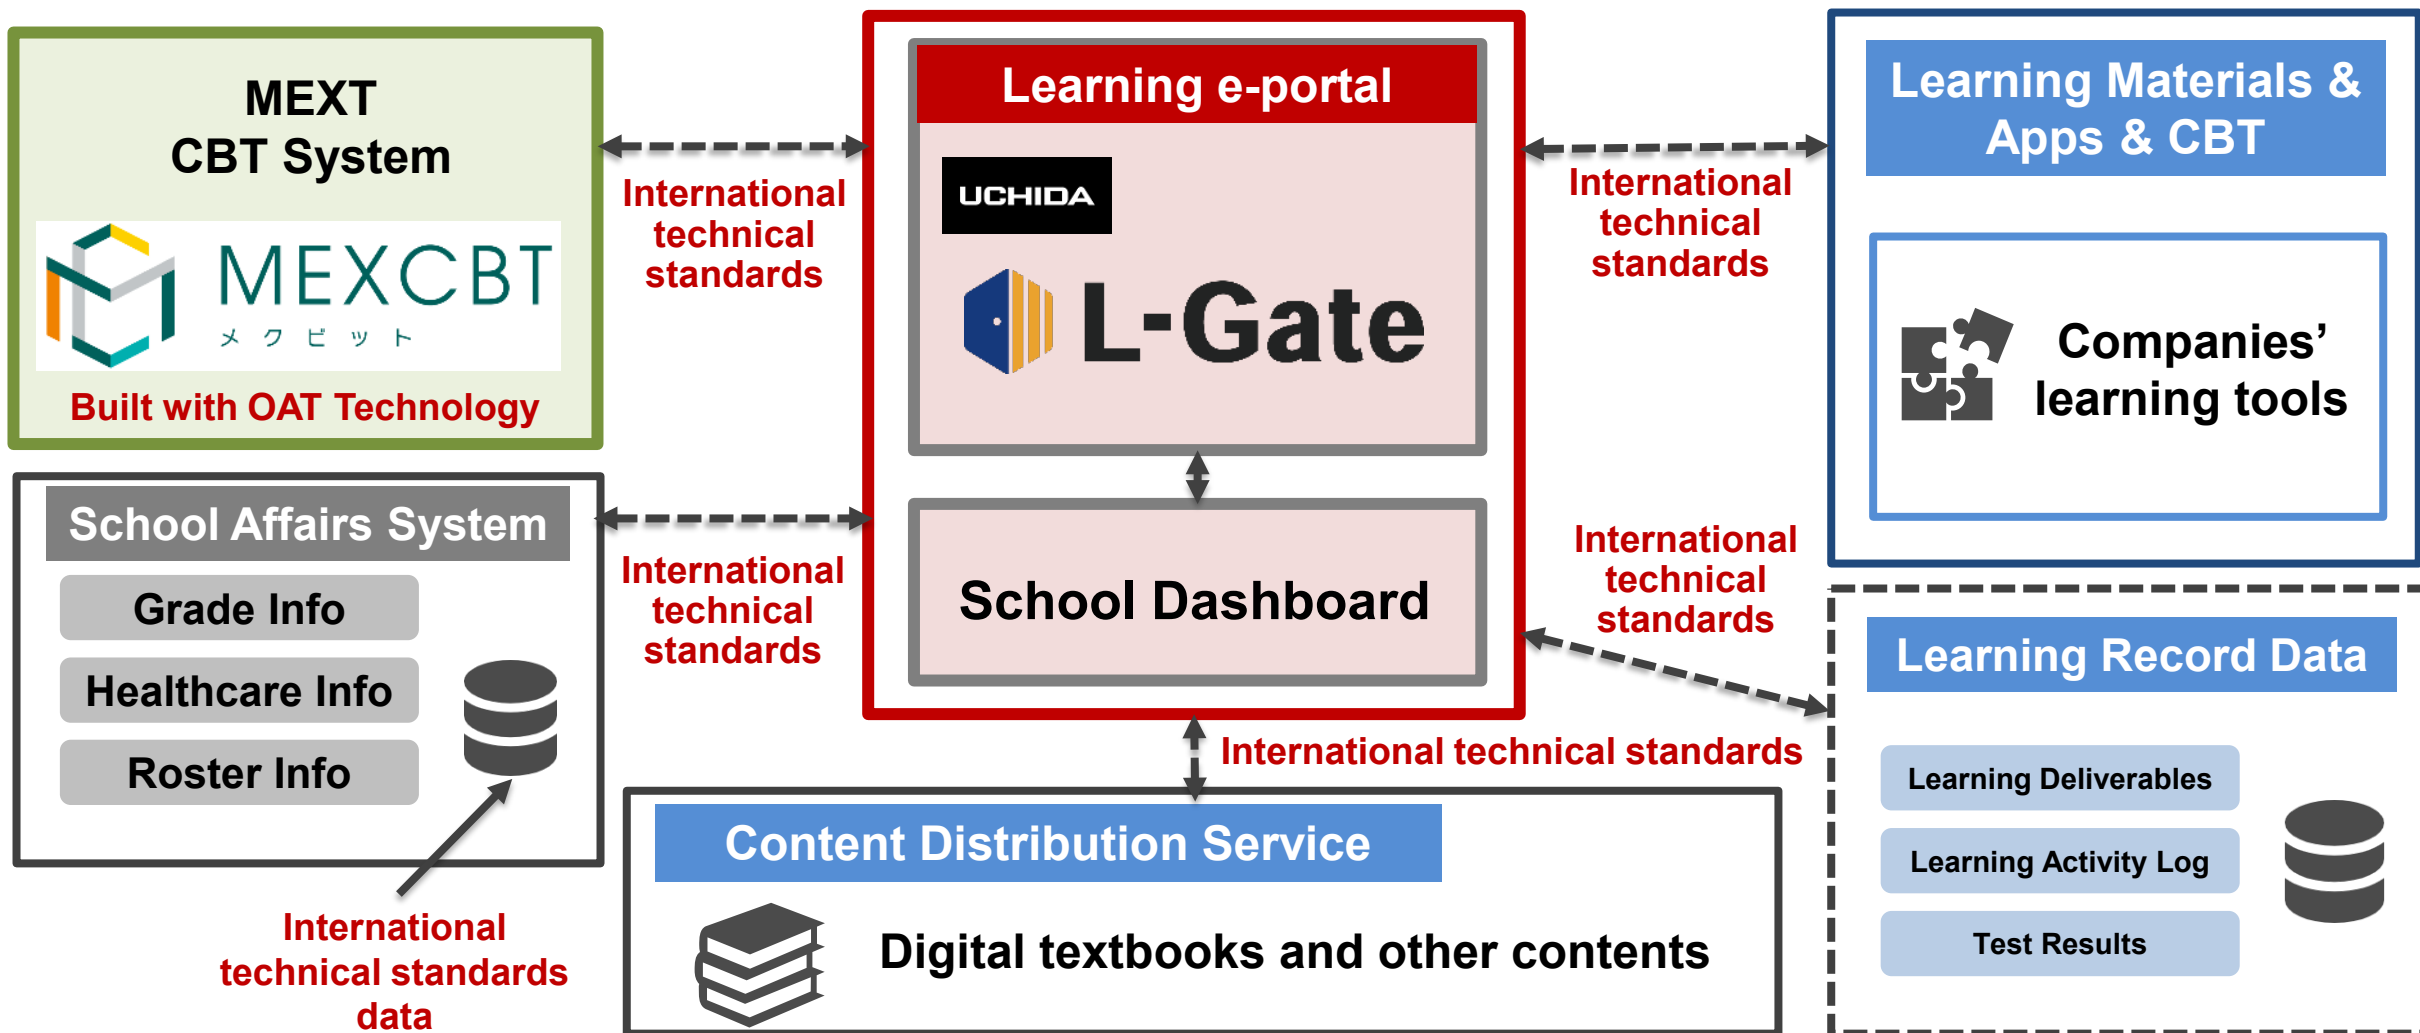 MEXT
CBT System
MEXCBT
メクビット
Built with OAT Technology
International
technical
standards
Learning e-portal
UCHIDA
L-Gate
School Dashboard
International
technical
standards
Learning Materials &
Apps & CBT
Companies’
learning tools
School Affairs System
Grade Info
Healthcare Info
Roster Info
International
technical
standards
International
technical standards
data
International technical standards
Content Distribution Service
Digital textbooks and other contents
International
technical
standards
Learning Record Data
Learning Deliverables
Learning Activity Log
Test Results